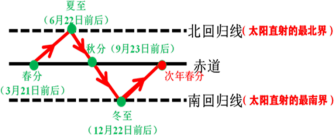 夏至
（6月22日前后）
北回归线（太阳直射的最北界）
秋分（9月23日前后）
赤道
春分
次年春分
（3月21日前后）
南回归线（太阳直射的最南界）
冬至
（12月22日前后）